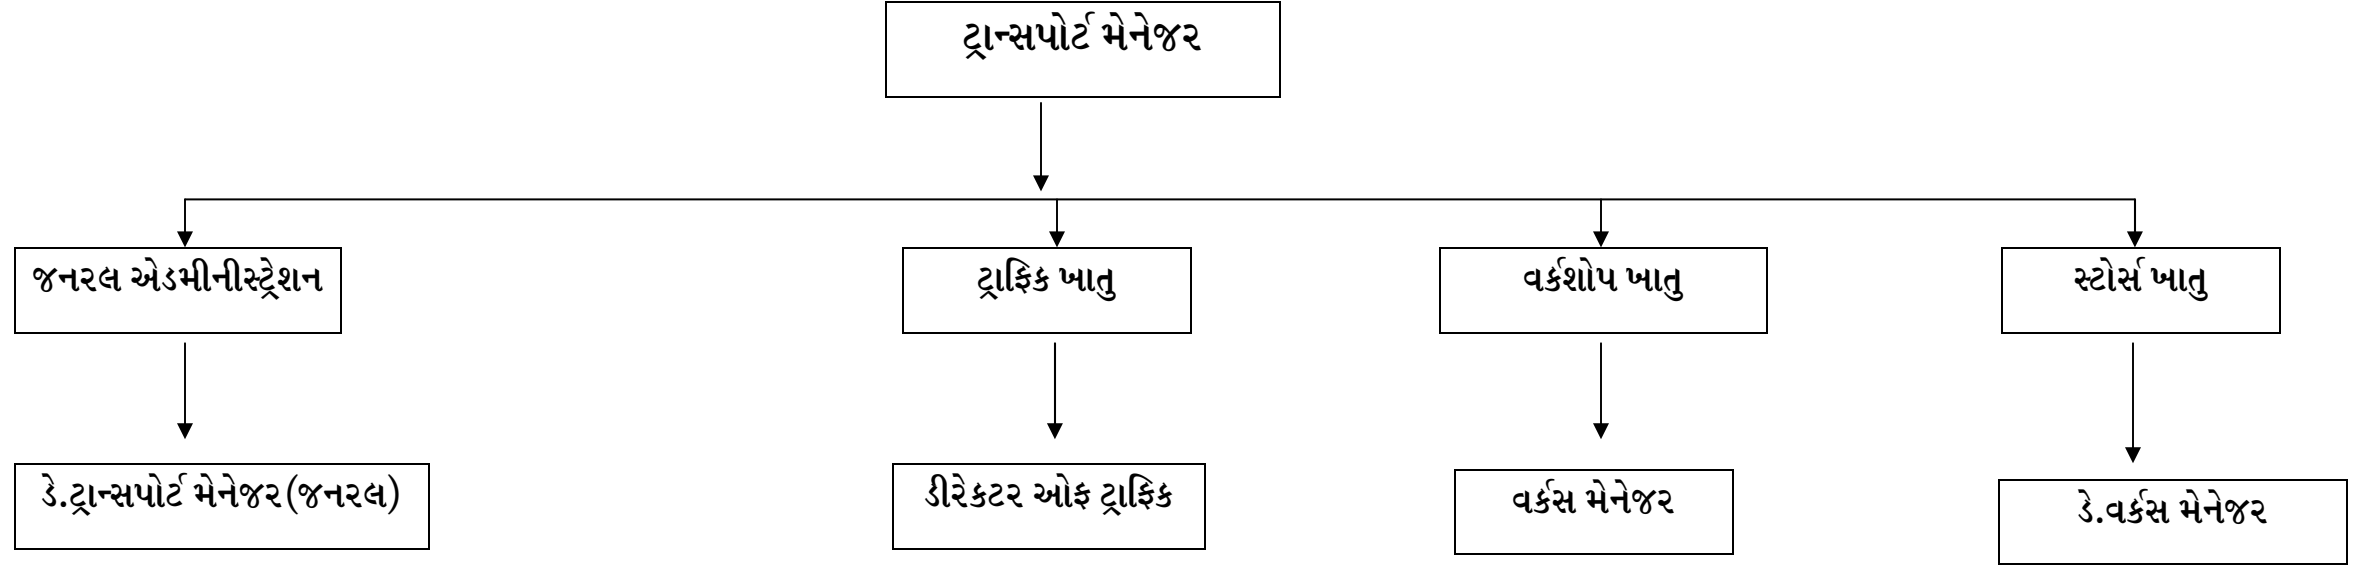 ટ્રાન્સપોર્ટ મેનેજર
જનરલ એડમીનીસ્ટ્રેશન
ટ્રાફિક ખાતુ
વર્કશોપ ખાતુ
સ્ટોર્સ ખાતુ
ડે.ટ્રાન્સપોર્ટ મેનેજર(જનરલ)
ડીરેકટર ઓફ ટ્રાફિક
વર્કસ મેનેજર
ડે.વર્કસ મેનેજર